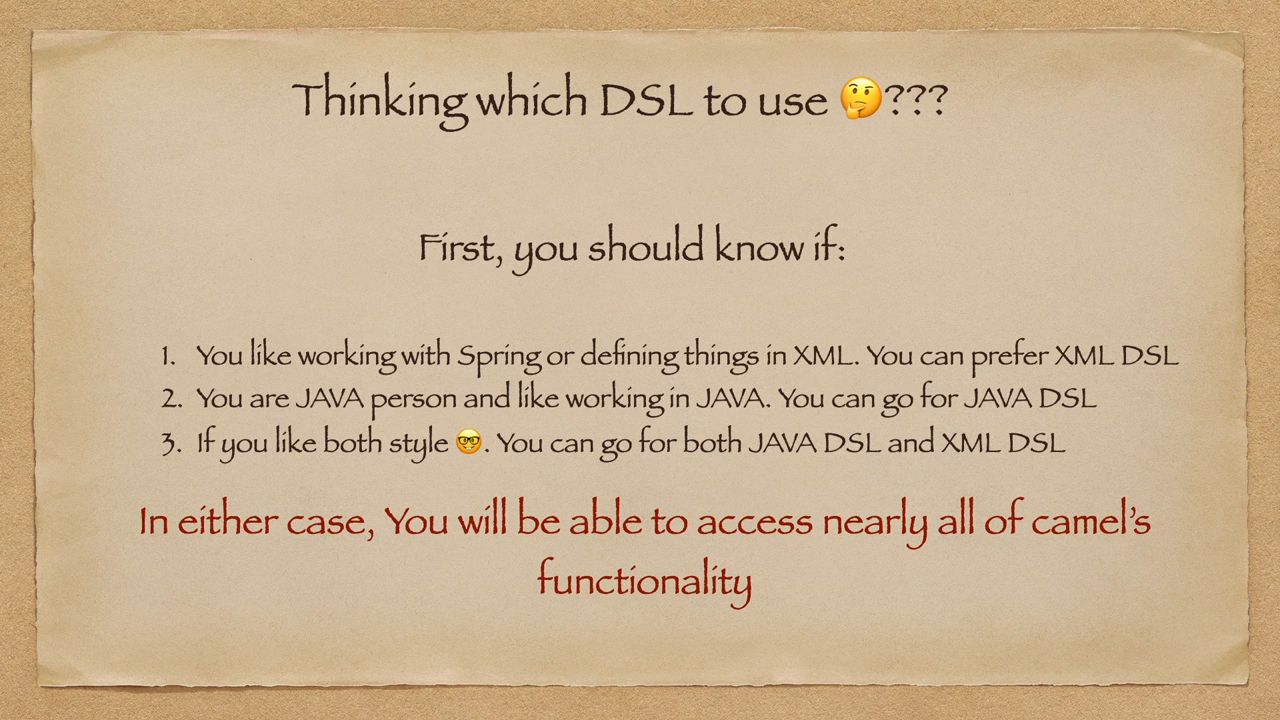 Thinking which DSL to use 🤔???
First, you should know if:
1. You like working with Spring or defining things in XML. You can prefer XML DSL
2. You are JAVA person and like working in JAVA. You can go for JAVA DSL
3. If you like both style 🤓. You can go for both JAVA DSL and XML DSL
In either case, You will be able to access nearly all of camel’s
functionality